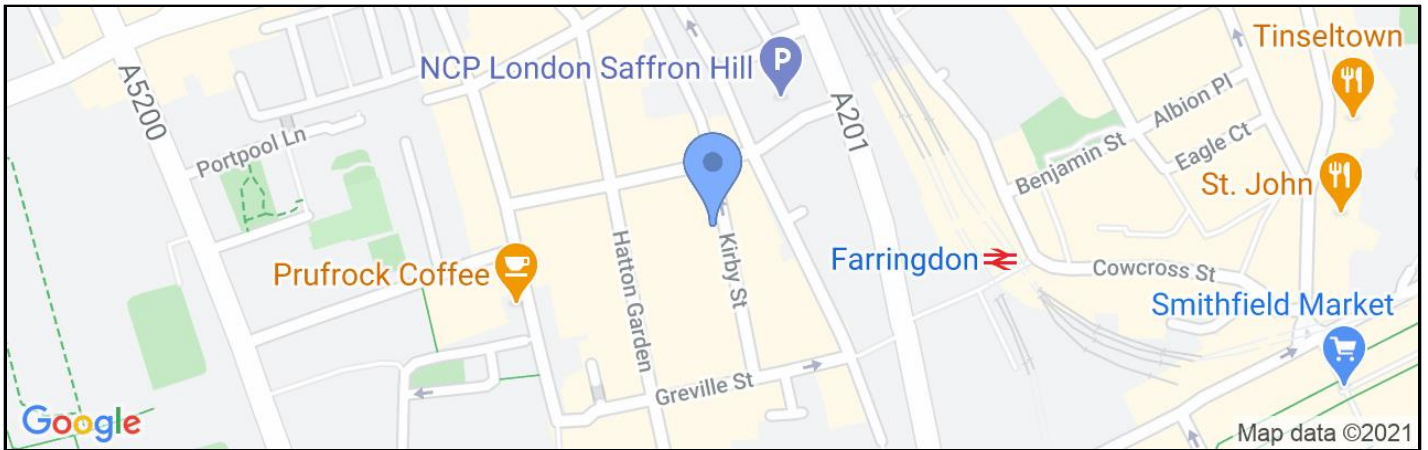 Tinseltown
NCP London Saffron Hill
P
A5200
A201
Albion Pl
Portpool Ln
Benjamin St
Eagle Ct
St. John
Hatton Garden
Kirby St
Farringdon
Prufrock Coffee
Cowcross St
Smithfield Market
Greville St
Google
Map data ©2021